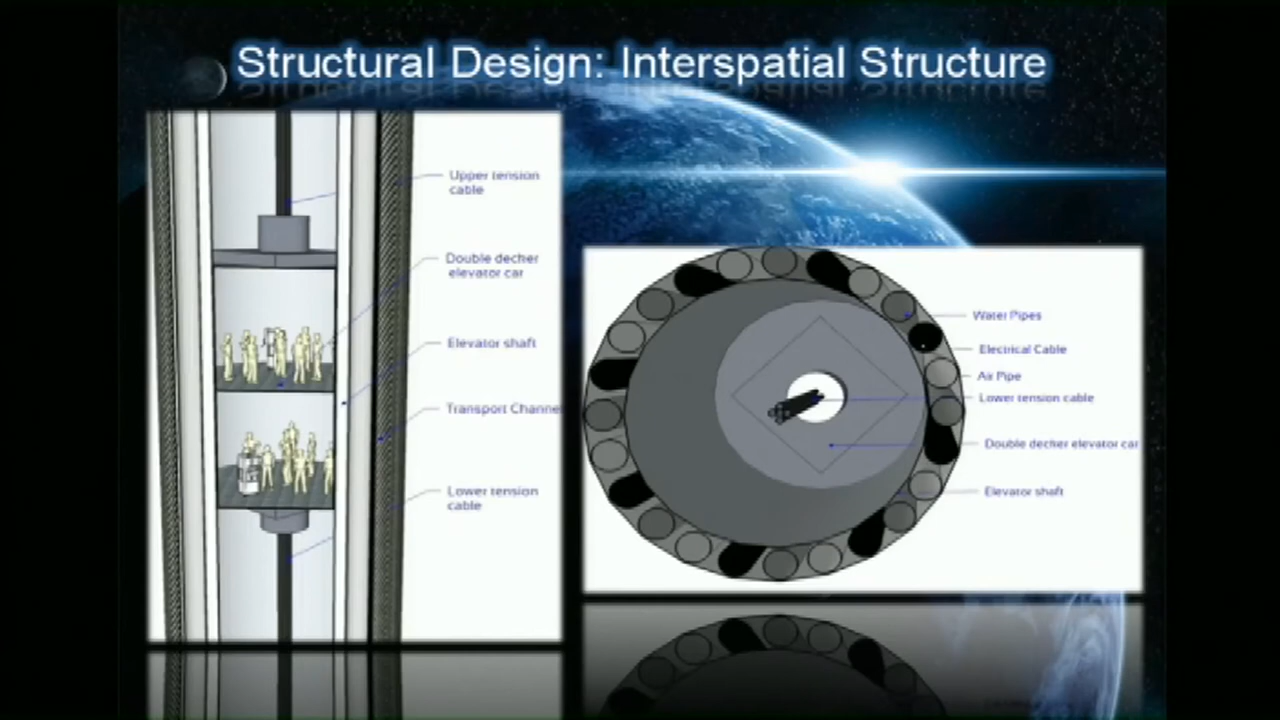 Structural Design: Interspatial Structure
Upper tension
cable
Double decher
elevator car
Elevator shaft
Transport Channe
Lower tension
cable
Water Pipes
Electrical Cable
Air Pipe
Lower tension cable
Double decher elevator car
Elevator shaft